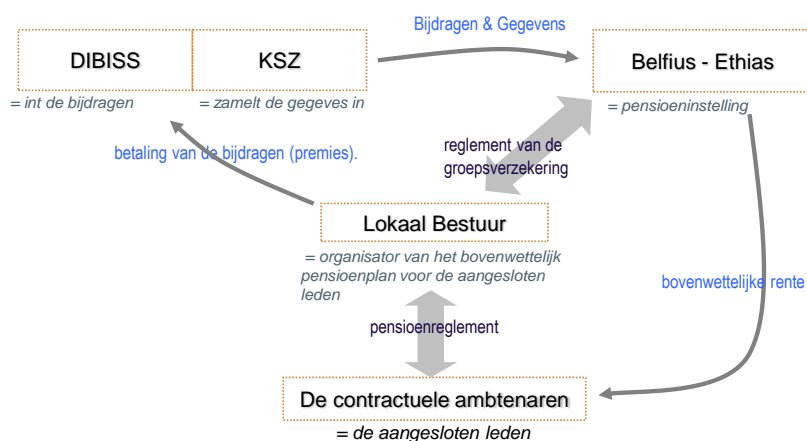 Bijdragen & Gegevens
DIBISS
KSZ
Belfius - Ethias
= int de bijdragen
= zamelt de gegeves in
= pensioeninstelling
betaling van de bijdragen (premies).
reglement van de
groepsverzekering
Lokaal Bestuur
= organisator van het bovenwettelijk
pensioenplan voor de aangesloten
leden
bovenwettelijke rente
pensioenreglement
De contractuele ambtenaren
= de aangesloten leden